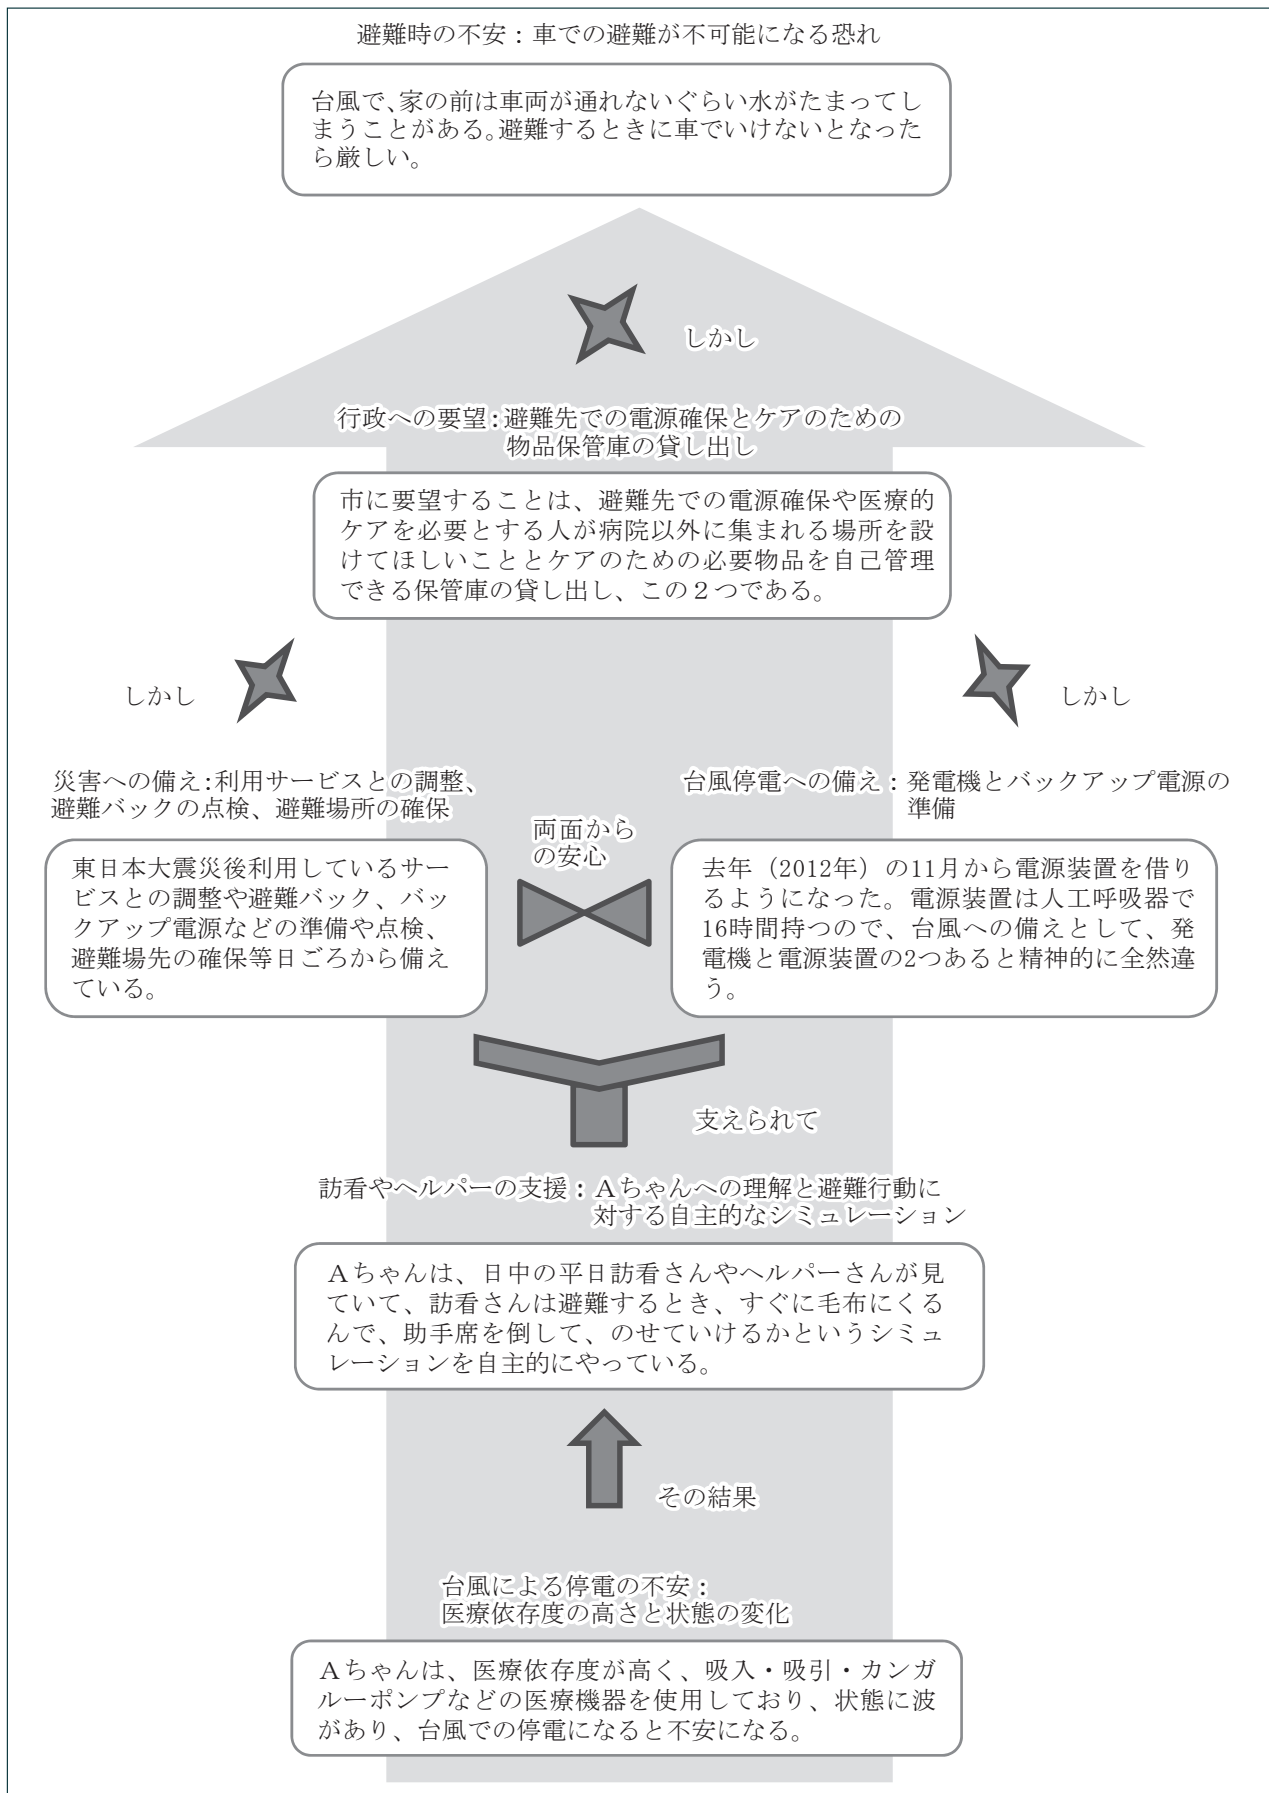 避難時の不安：車での避難が不可能になる恐れ
台風で、家の前は車両が通れないぐらい水がたまってし
まうことがある。避難するときに車でいけないとなった
ら厳しい。
しかし
行政への要望：避難先での電源確保とケアのための
物品保管庫の貸し出し
市に要望することは、避難先での電源確保や医療的
ケアを必要とする人が病院以外に集まれる場所を設
けてほしいこととケアのための必要物品を自己管理
できる保管庫の貸し出し、この２つである。
しかし
しかし
災害への備え：利用サービスとの調整、
避難バックの点検、避難場所の確保
東日本大震災後利用しているサー
ビスとの調整や避難バック、バッ
クアップ電源などの準備や点検、
避難場先の確保等日ごろから備え
ている。
両面から
の安心
台風停電への備え：発電機とバックアップ電源の
準備
去年（2012年）の11月から電源装置を借り
るようになった。電源装置は人工呼吸器で
16時間持つので、台風への備えとして、発
電機と電源装置の2つあると精神的に全然違
う。
支えられて
訪看やヘルパーの支援：Ａちゃんへの理解と避難行動に
対する自主的なシミュレーション
Ａちゃんは、日中の平日訪看さんやヘルパーさんが見
ていて、訪看さんは避難するとき、すぐに毛布にくる
んで、助手席を倒して、のせていけるかというシミュ
レーションを自主的にやっている。
その結果
台風による停電の不安：
医療依存度の高さと状態の変化
Ａちゃんは、医療依存度が高く、吸入・吸引・カンガ
ルーポンプなどの医療機器を使用しており、状態に波
があり、台風での停電になると不安になる。